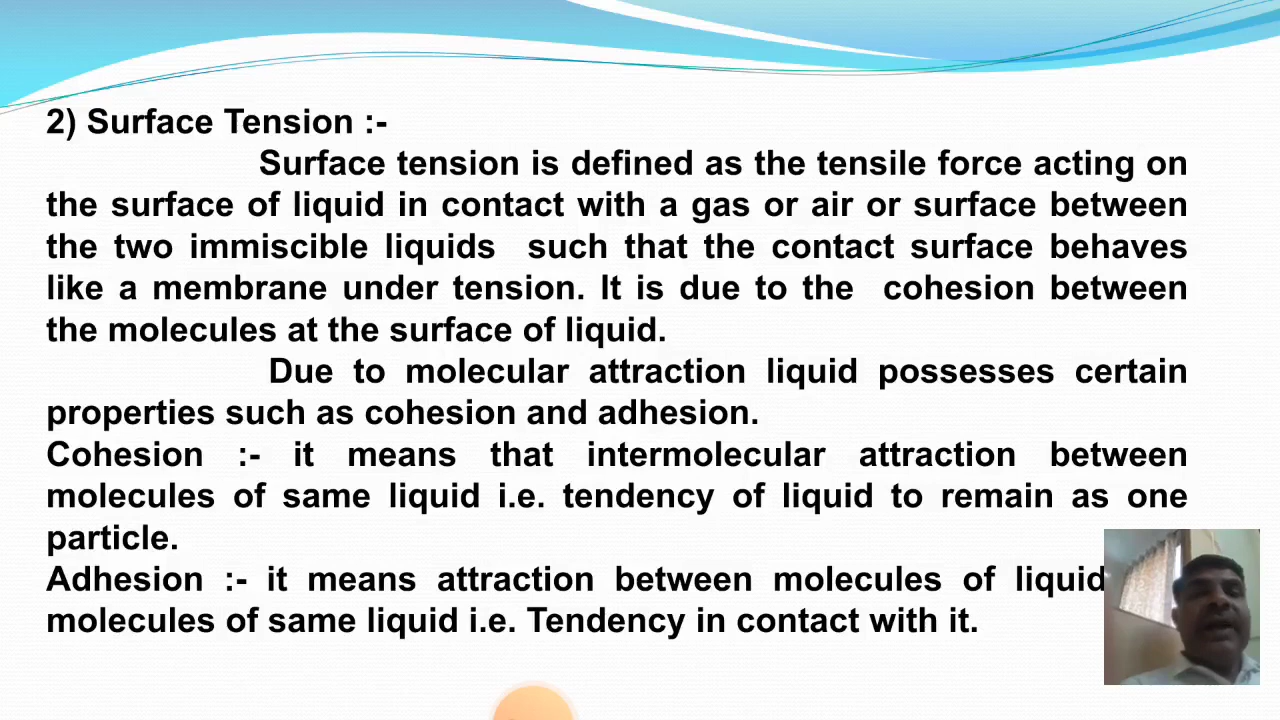 2) Surface Tension :-
Surface tension is defined as the tensile force acting on
the surface of liquid in contact with a gas or air or surface between
the two immiscible liquids such that the contact surface behaves
like a membrane under tension. It is due to the cohesion between
the molecules at the surface of liquid.
Due to molecular attraction liquid possesses certain
properties such as cohesion and adhesion.
Cohesion :- it means that intermolecular attraction between
molecules of same liquid i.e. tendency of liquid to remain as one
particle.
Adhesion :- it means attraction between molecules of liquid
molecules of same liquid i.e. Tendency in contact with it.